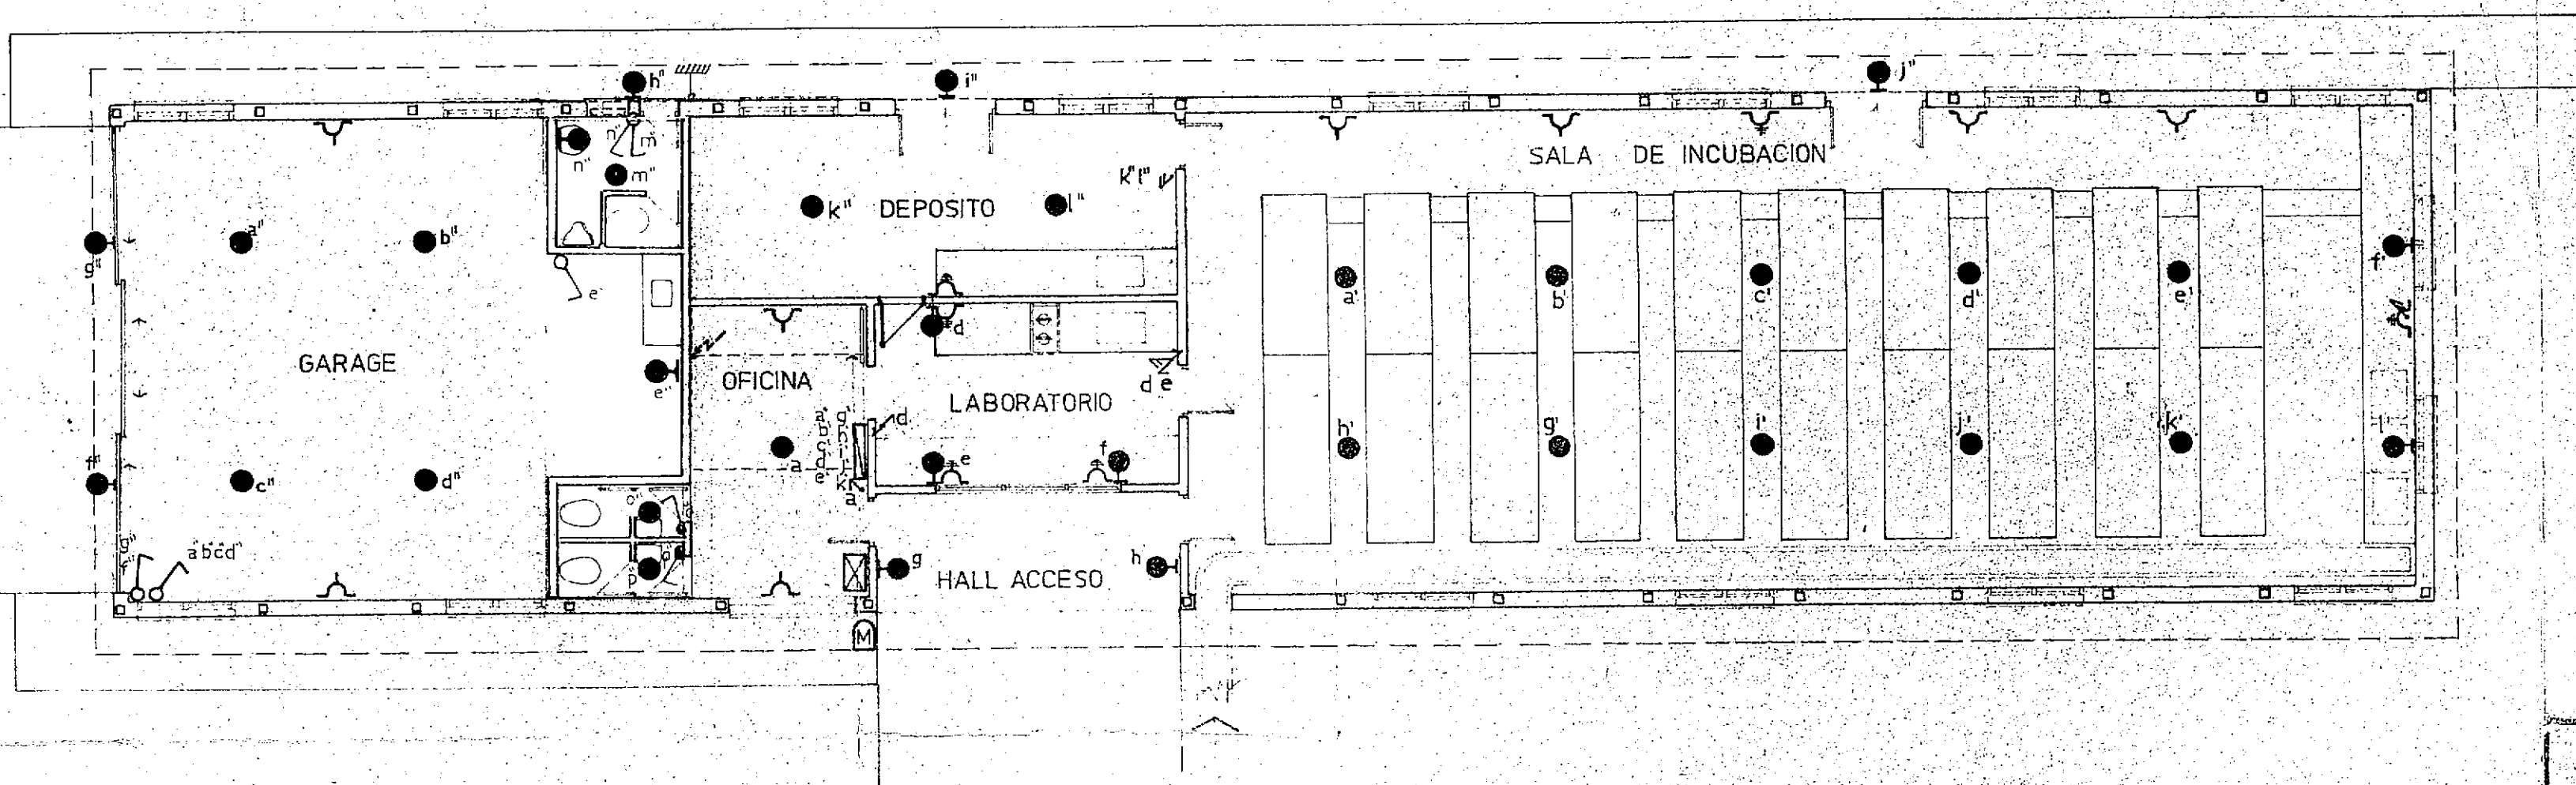 h"
i"
j"
n"
m
n"
m"
SALA DE INCUBACION
k" l"
k"
DEPOSITO
l"
a"
b"
g"
f'
e
a'
b'
c'
d'
e'
d
GARAGE
e"
OFICINA
d e
LABORATORIO
a' g'
b' h'
c' i'
d' j'
e' k'
d
a
a
e
f
h'
g'
i'
j'
k'
l'
f"
c"
d"
o"
p
g"
f"
a"b"c"d"
g
HALL ACCESO
h
M